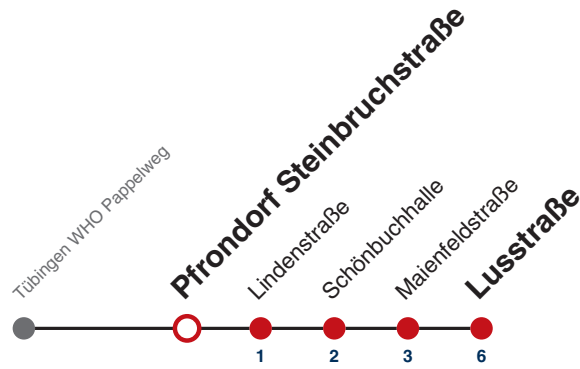 Tübingen WHO Pappelweg
Pfrondorf Steinbruchstraße
Lindenstraße
Schönbuchhalle
Maienfeldstraße
Lusstraße
1
2
3
6